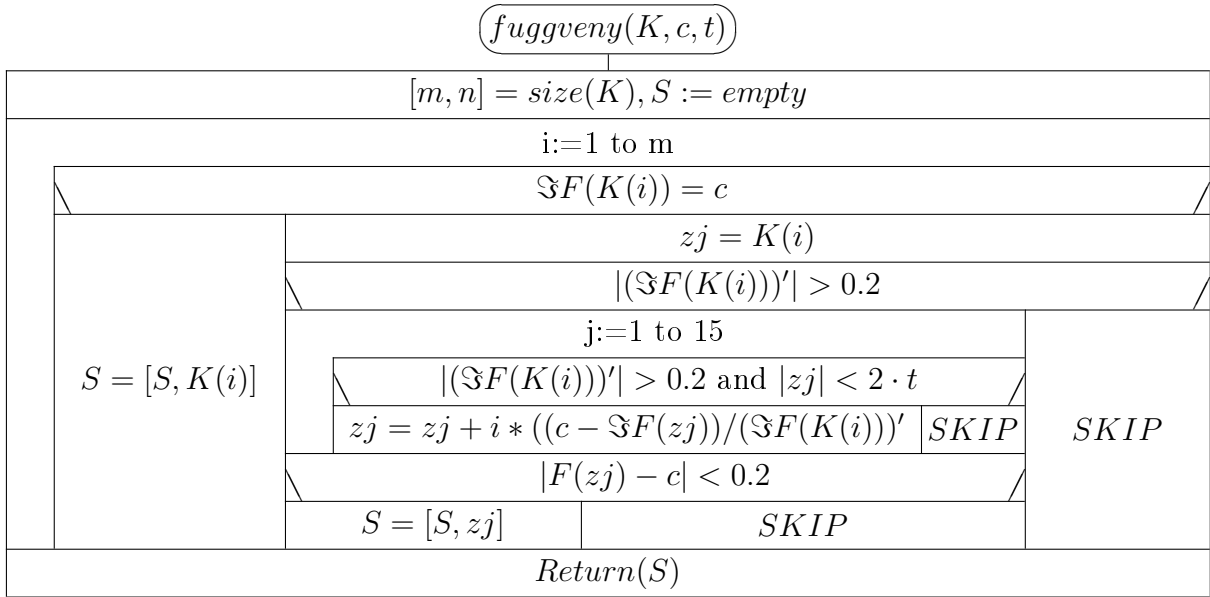 fuggveny(K, c, t)
[m, n] = size(K), S := empty
i:=1 to m
ℑF(K(i)) = c
zj = K(i)
|(ℑF(K(i)))′| > 0.2
j:=1 to 15
S = [S, K(i)]
|(ℑF(K(i)))′| > 0.2 and |zj| < 2 · t
SKIP
zj = zj + i ∗ ((c − ℑF(zj))/(ℑF(K(i)))′
SKIP
|F(zj) − c| < 0.2
S = [S, zj]
SKIP
Return(S)